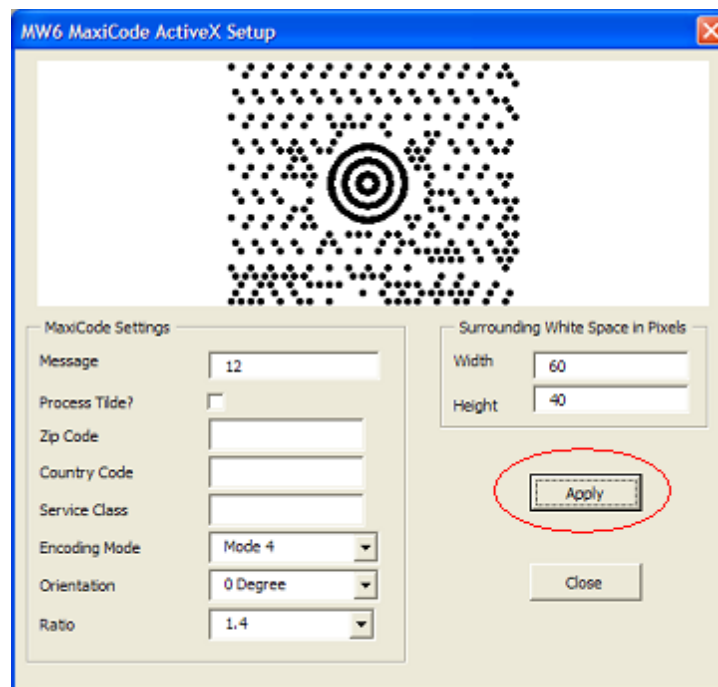 MW6 MaxiCode ActiveX Setup
MaxiCode Settings
Message 12
Process Tilde?
Zip Code
Country Code
Service Class
Encoding Mode Mode 4
Orientation 0 Degree
Ratio 1.4
Surrounding White Space in Pixels
Width 60
Height 40
Apply
Close